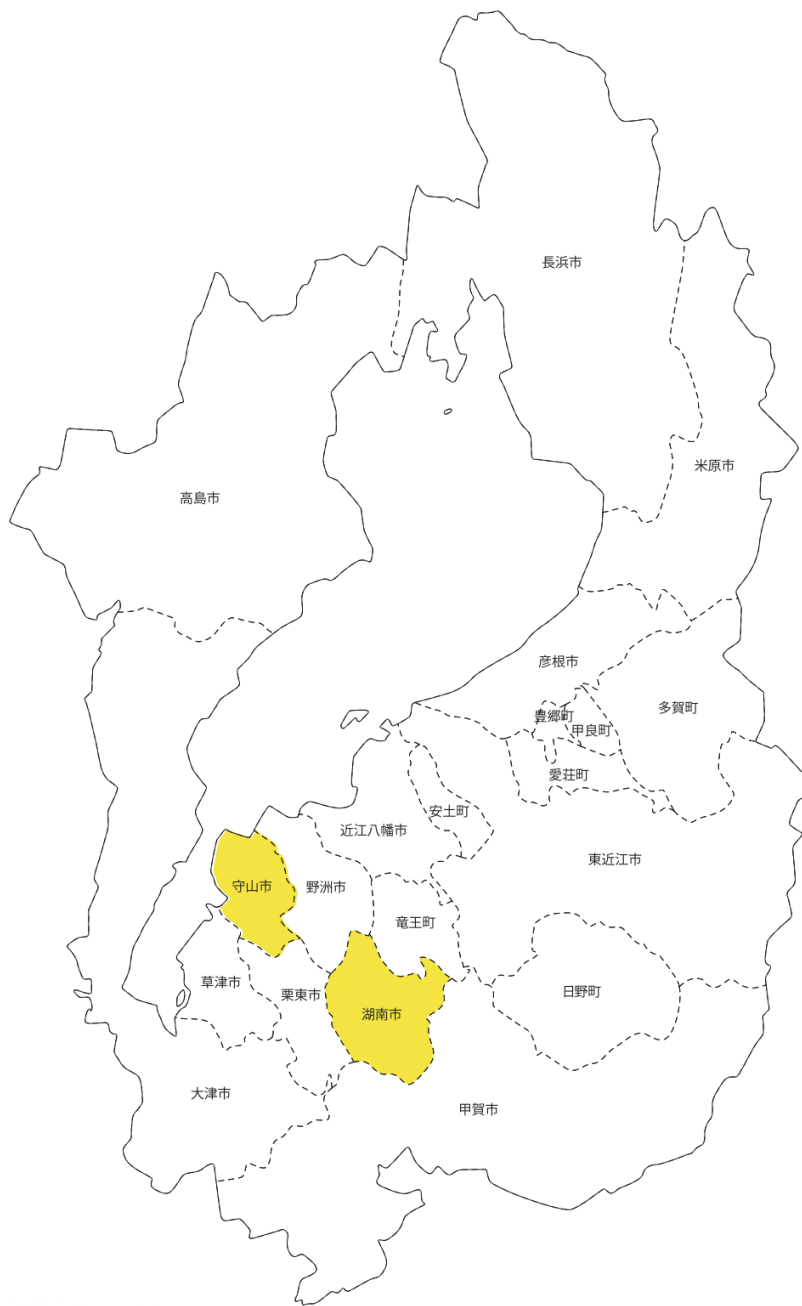 長浜市
米原市
高島市
彦根市
多賀町
豊郷町
甲良町
愛荘町
安土町
近江八幡市
東近江市
守山市
野洲市
竜王町
草津市
栗東市
日野町
湖南市
大津市
甲賀市